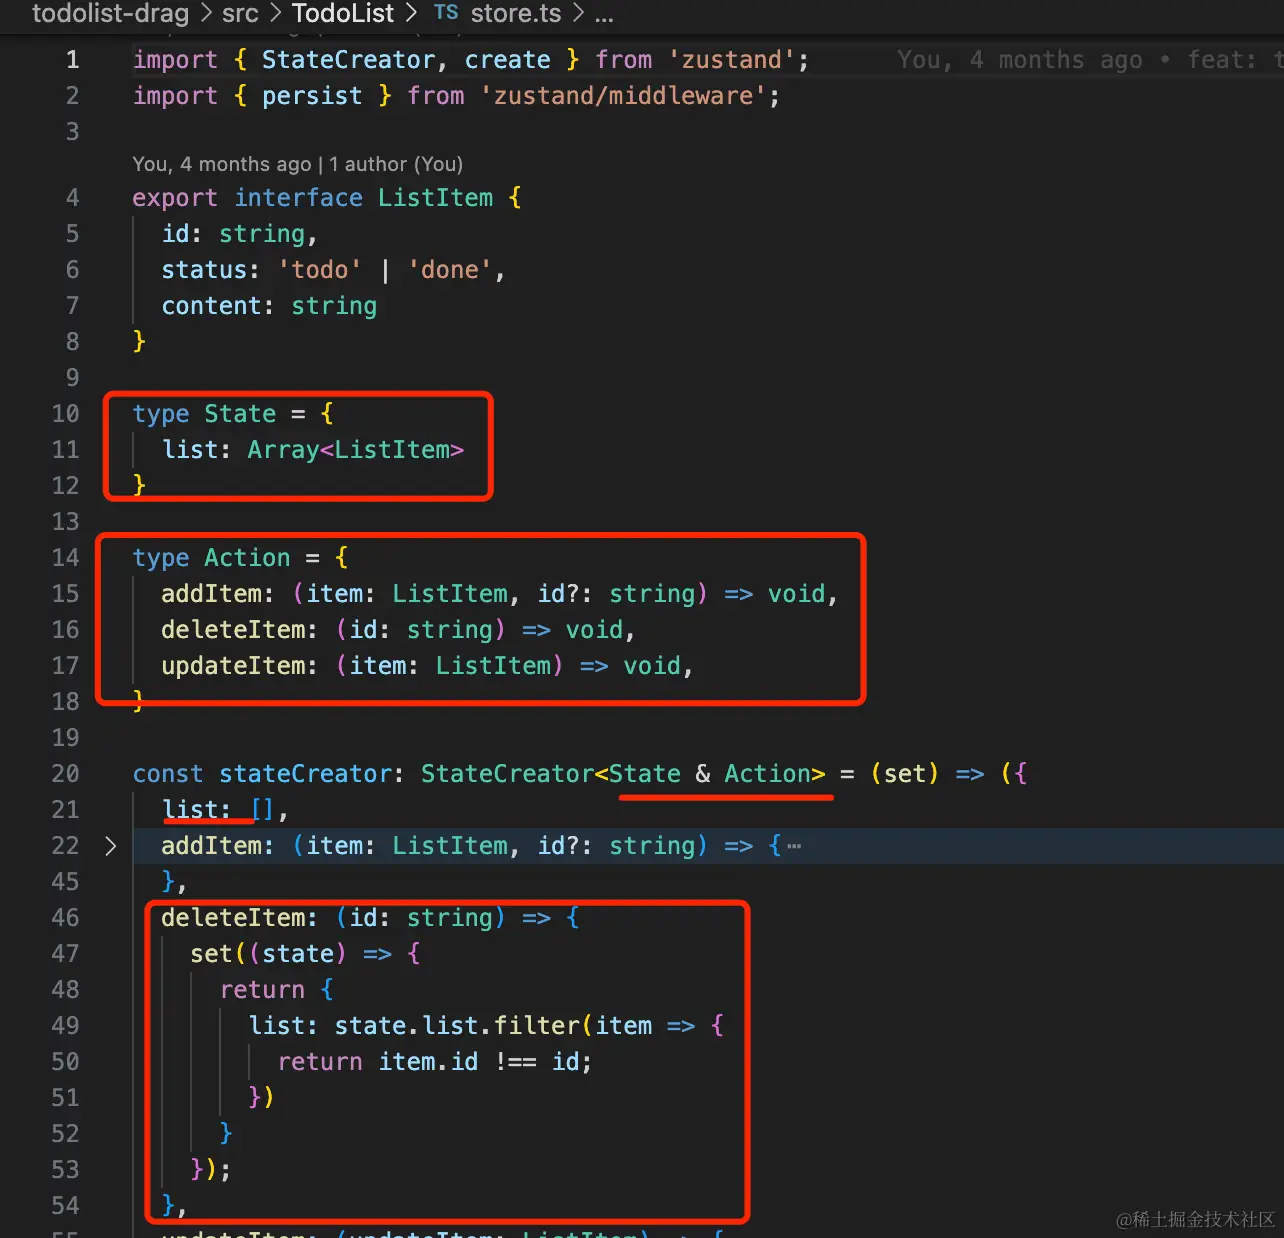 todolist-drag > src > TodoList > TS store.ts > ...
1 import { StateCreator, create } from 'zustand'; You, 4 months ago • feat:
2 import { persist } from 'zustand/middleware';
3
You, 4 months ago | 1 author (You)
4 export interface ListItem {
5 id: string,
6 status: 'todo' | 'done',
7 content: string
8 }
9
10 type State = {
11 list: Array<ListItem>
12 }
13
14 type Action = {
15 addItem: (item: ListItem, id?: string) => void,
16 deleteItem: (id: string) => void,
17 updateItem: (item: ListItem) => void,
18 }
19
20 const stateCreator: StateCreator<State & Action> = (set) => ({
21 list: [],
22 addItem: (item: ListItem, id?: string) => { ⋯
45 },
46 deleteItem: (id: string) => {
47 set((state) => {
48 return {
49 list: state.list.filter(item => {
50 return item.id !== id;
51 })
52 }
53 });
54 },
55 updateItem: (updateItem: ListItem) => {
@稀土掘金技术社区